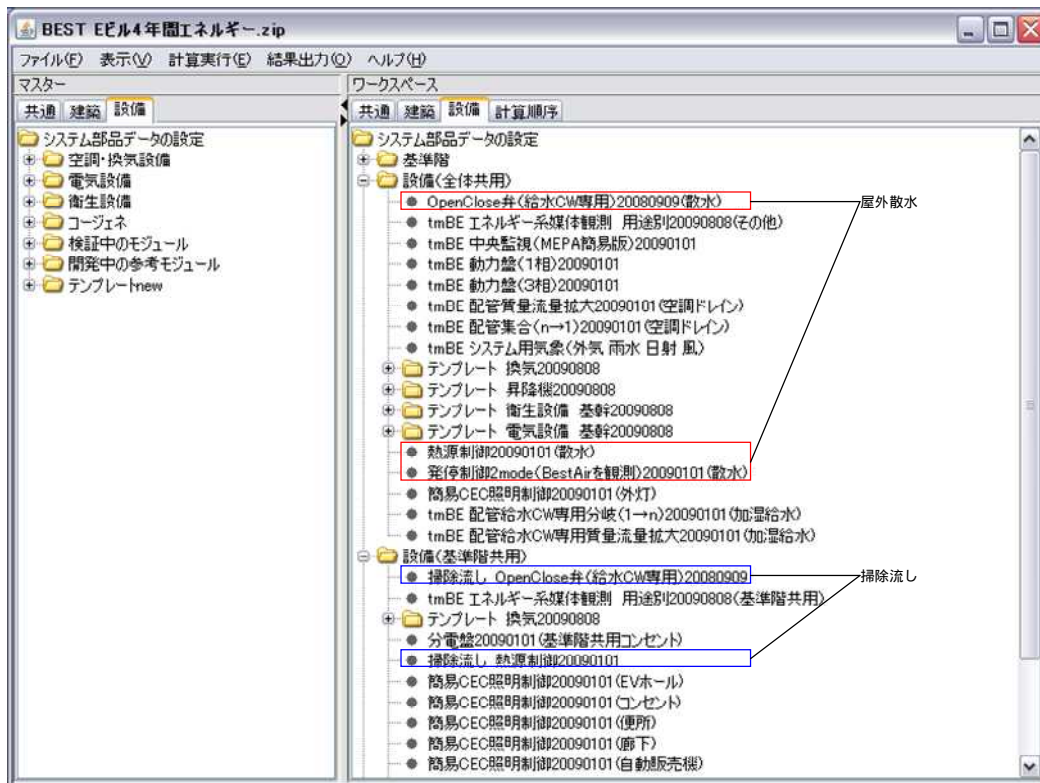 BEST Eビル4年間エネルギー.zip
ファイル(F) 表示(V) 計算実行(E) 結果出力(O) ヘルプ(H)
マスター
共通 建築 設備
システム部品データの設定
空調・換気設備
電気設備
衛生設備
コージェネ
検証中のモジュール
開発中の参考モジュール
テンプレートnew
ワークスペース
共通 建築 設備 計算順序
システム部品データの設定
基準階
設備(全体共用)
OpenClose弁(給水CW専用)20080909(散水)
tmBE エネルギー系媒体観測 用途別20090808(その他)
tmBE 中央監視(MEPA簡易版)20090101
tmBE 動力盤(1相)20090101
tmBE 動力盤(3相)20090101
tmBE 配管質量流量拡大20090101(空調ドレイン)
tmBE 配管集合(n→1)20090101(空調ドレイン)
tmBE システム用気象(外気 雨水 日射 風)
テンプレート 換気20090808
テンプレート 昇降機20090808
テンプレート 衛生設備 基幹20090808
テンプレート 電気設備 基幹20090808
熱源制御20090101(散水)
発停制御2mode(BestAirを観測)20090101(散水)
簡易CEC照明制御20090101(外灯)
tmBE 配管給水CW専用分岐(1→n)20090101(加湿給水)
tmBE 配管給水CW専用質量流量拡大20090101(加湿給水)
設備(基準階共用)
掃除流し OpenClose弁(給水CW専用)20080909
tmBE エネルギー系媒体観測 用途別20090808(基準階共用)
テンプレート 換気20090808
分電盤20090101(基準階共用コンセント)
掃除流し 熱源制御20090101
簡易CEC照明制御20090101(EVホール)
簡易CEC照明制御20090101(コンセント)
簡易CEC照明制御20090101(便所)
簡易CEC照明制御20090101(廊下)
簡易CEC照明制御20090101(自動販売機)
屋外散水
掃除流し